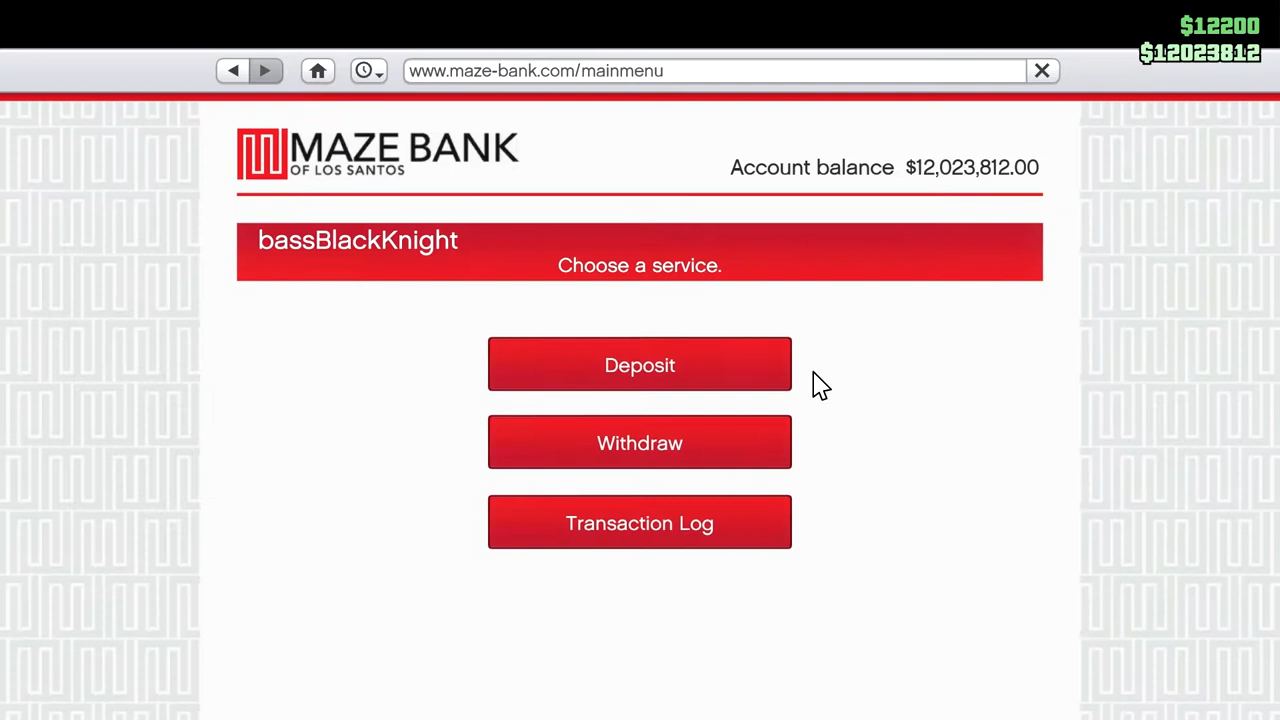 $12200
$12023812
www.maze-bank.com/mainmenu
MAZE BANK
OF LOS SANTOS
Account balance $12,023,812.00
bassBlackKnight
Choose a service.
Deposit
Withdraw
Transaction Log